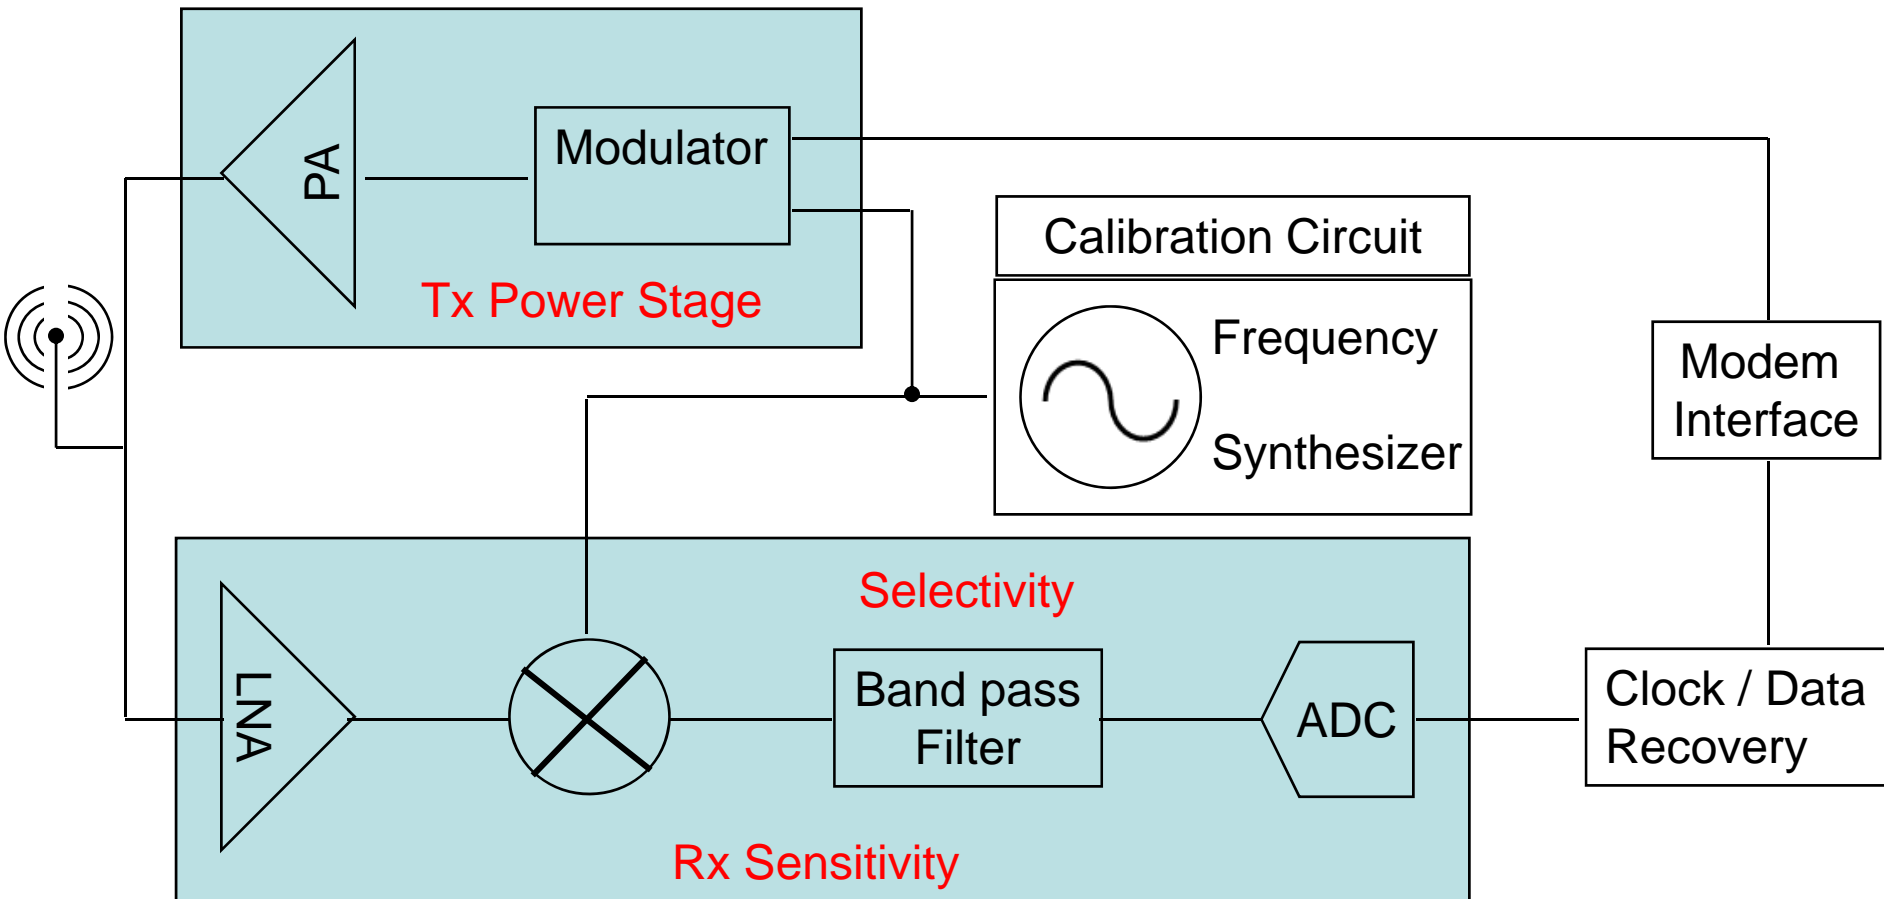 PA
Modulator
Tx Power Stage
Calibration Circuit
Frequency
Synthesizer
Modem
Interface
Selectivity
LNA
Band pass
Filter
ADC
Clock / Data
Recovery
Rx Sensitivity